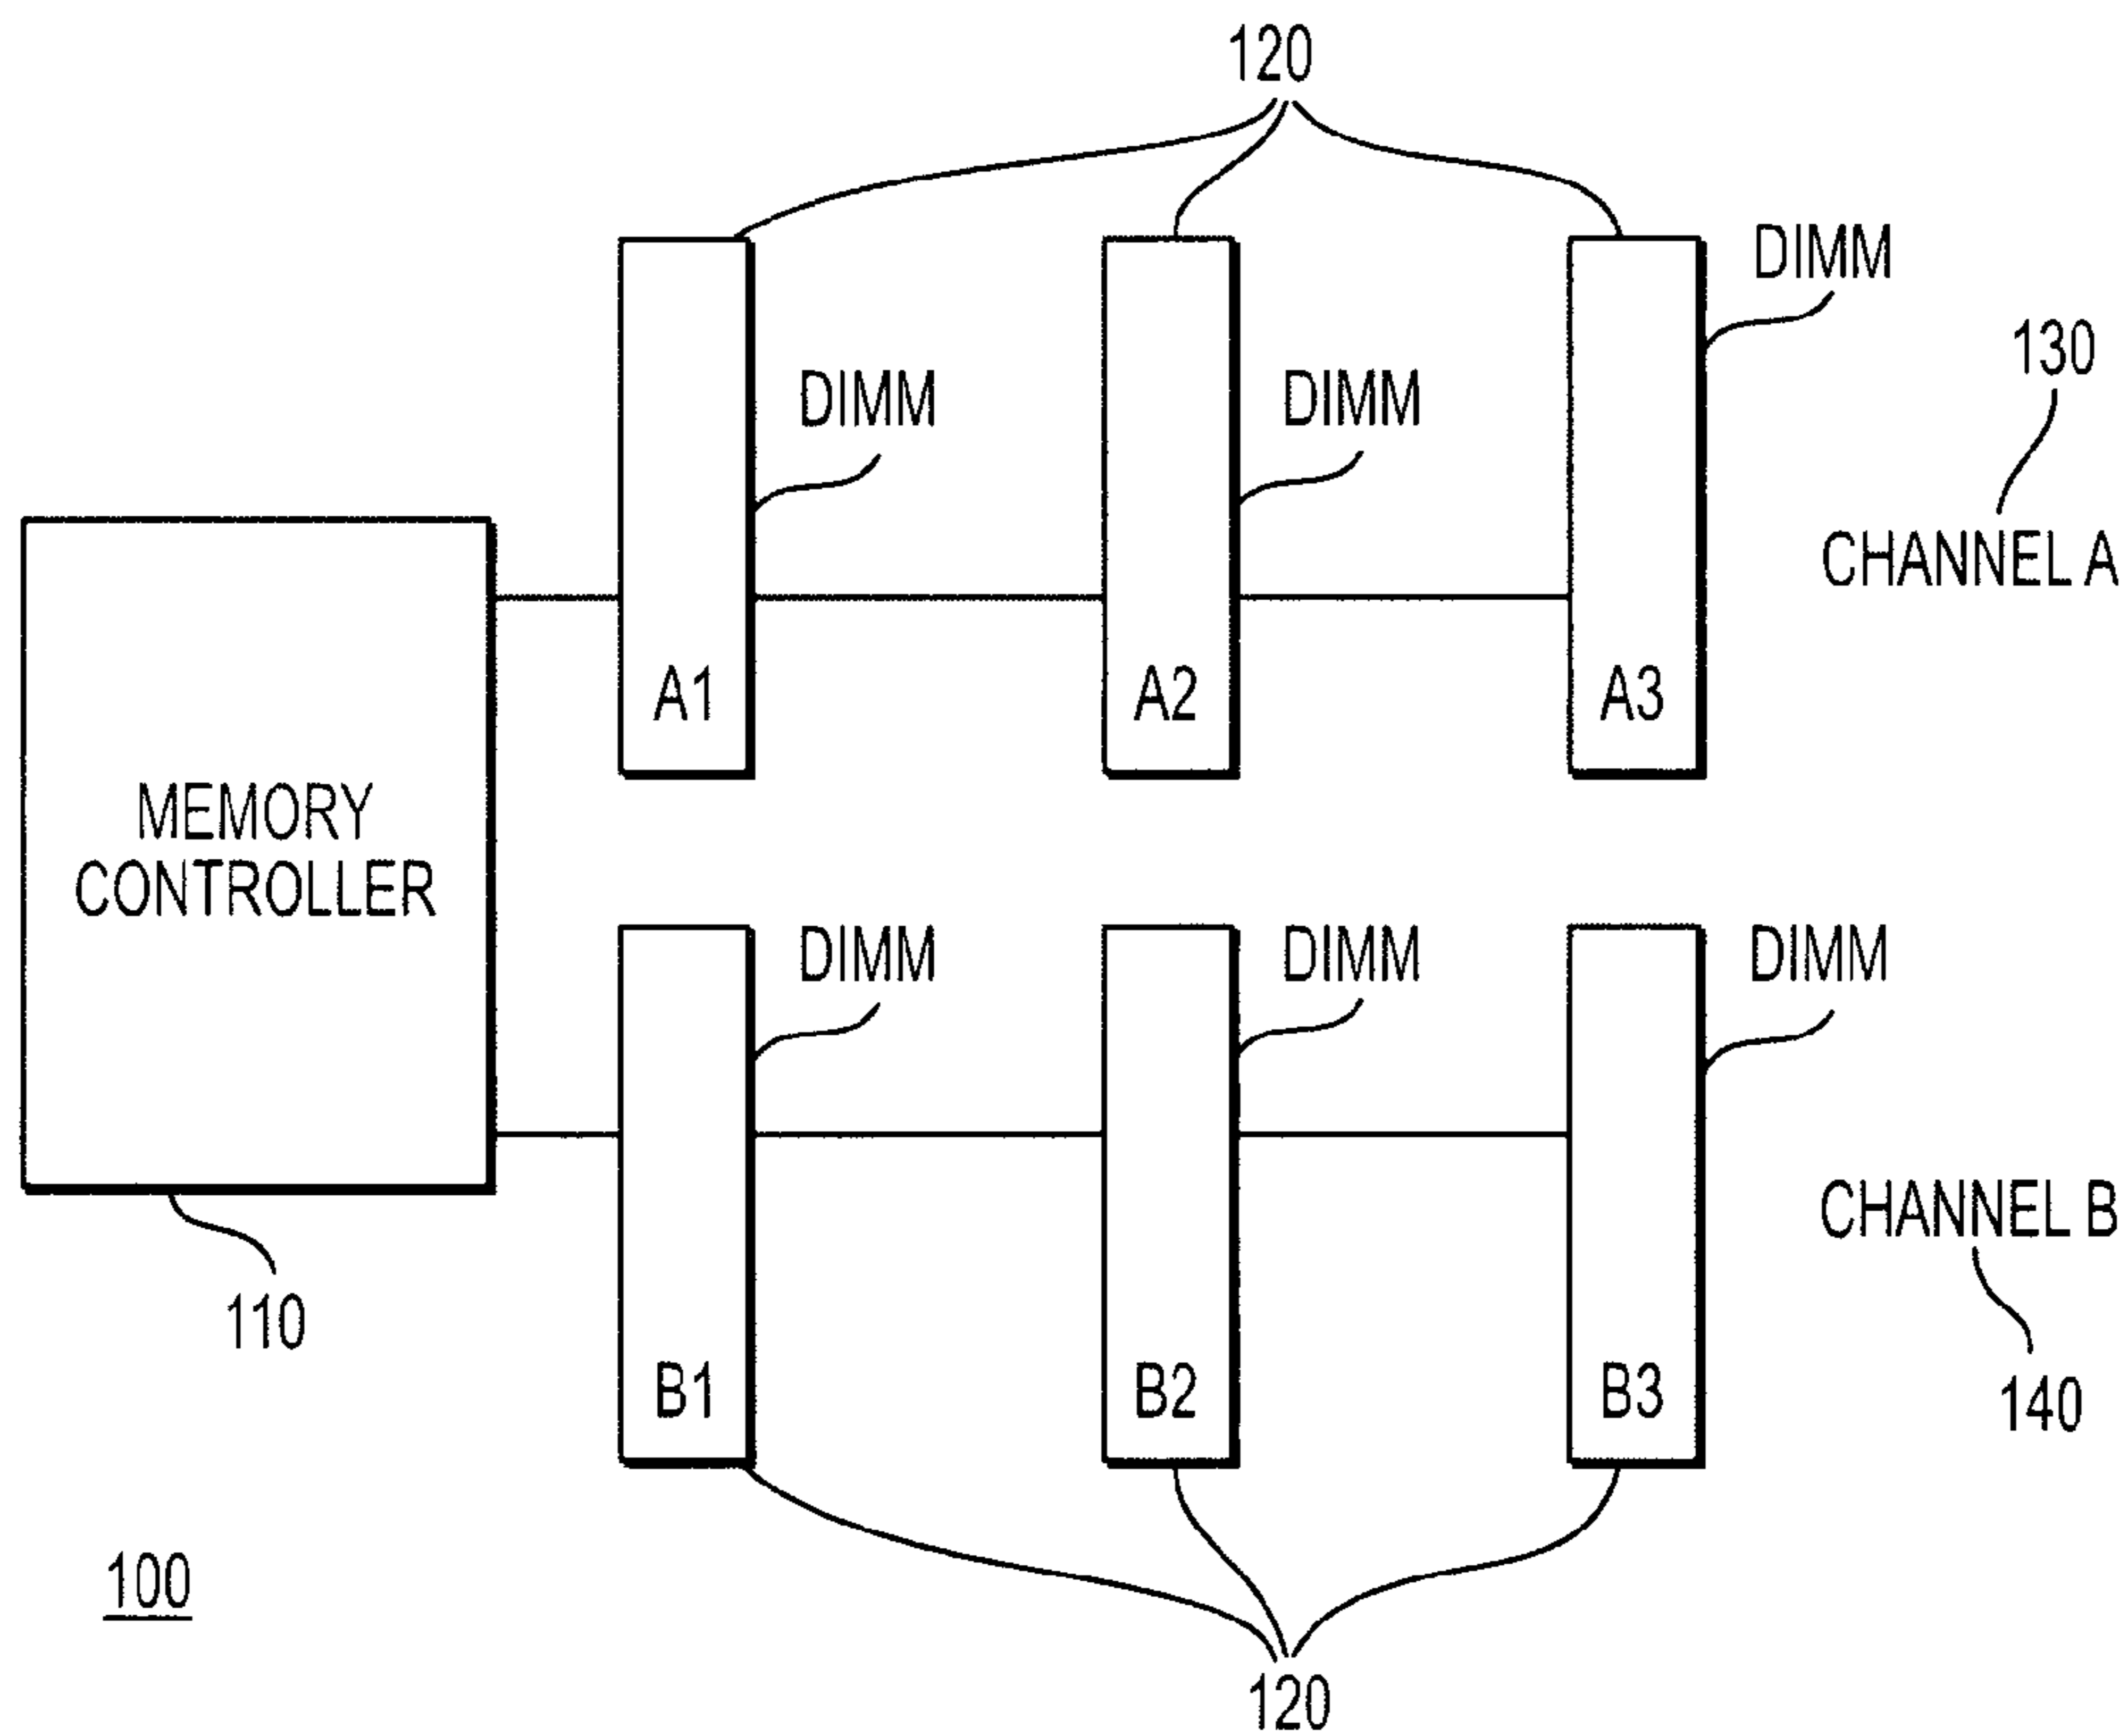 120
DIMM
130
DIMM
DIMM
CHANNEL A
A1
A2
A3
MEMORY
CONTROLLER
DIMM
DIMM
DIMM
CHANNEL B
110
B1
B2
B3
140
100
120